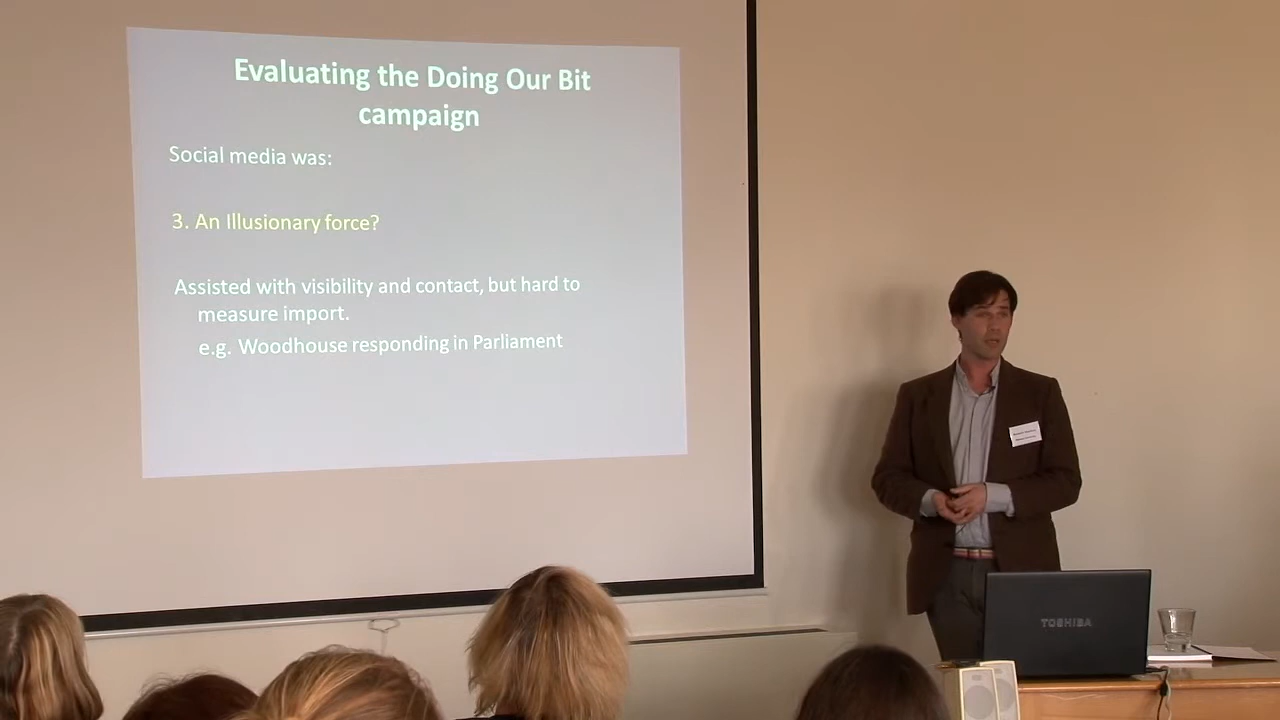 Evaluating the Doing Our Bit
campaign
Social media was:
3. An Illusionary force?
Assisted with visibility and contact, but hard to
measure import.
e.g. Woodhouse responding in Parliament
TOSHIBA